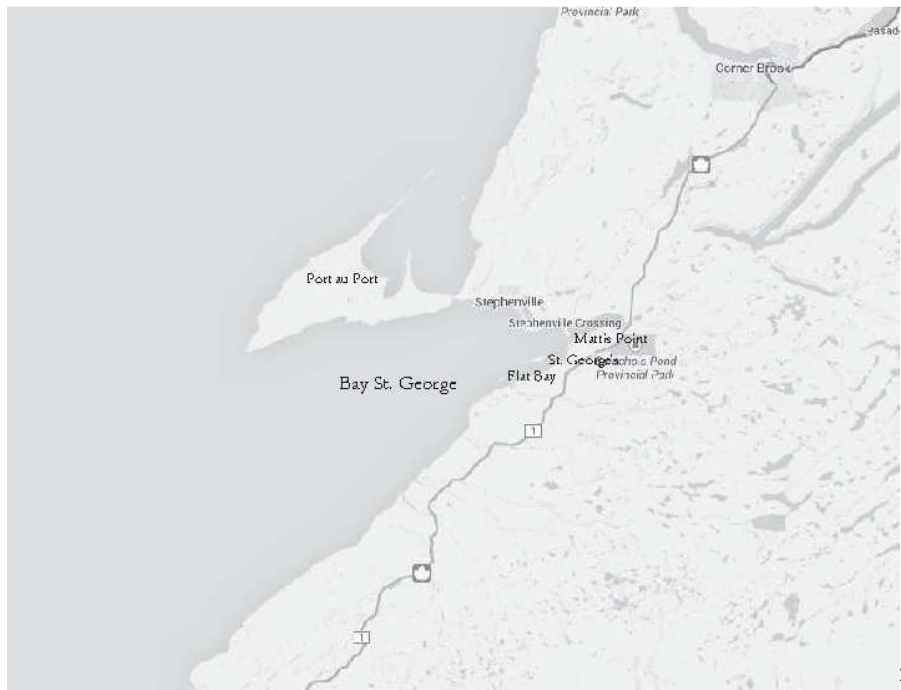 Provincial Park
Corner Brook
Port au Port
Stephenville
Stephenville Crossing
Mattis Point
St. George's
Pond
Flat Bay
Provincial Park
Bay St. George
1
1